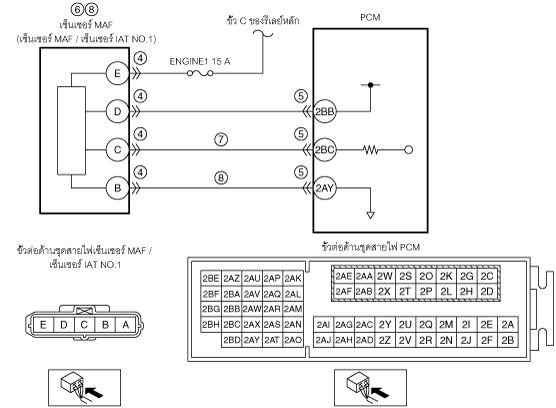 ⑥⑧
เซ็นเซอร์ MAF
(เซ็นเซอร์ MAF / เซ็นเซอร์ IAT NO.1)
ขั้ว C ของรีเลย์หลัก
PCM
ENGINE1 15 A
E ④
D ④ ⑤ 2BB
C ④ ⑦ ⑤ 2BC
B ④ ⑧ ⑤ 2AY
ขั้วต่อด้านชุดสายไฟเซ็นเซอร์ MAF /
เซ็นเซอร์ IAT NO.1
E D C B A
ขั้วต่อด้านชุดสายไฟ PCM
2BE 2AZ 2AU 2AP 2AK
2BF 2BA 2AV 2AQ 2AL
2BG 2BB 2AW 2AR 2AM
2BH 2BC 2AX 2AS 2AN
2BD 2AY 2AT 2AO
2AE 2AA 2W 2S 2O 2K 2G 2C
2AF 2AB 2X 2T 2P 2L 2H 2D
2AI 2AG 2AC 2Y 2U 2Q 2M 2I 2E 2A
2AJ 2AH 2AD 2Z 2V 2R 2N 2J 2F 2B